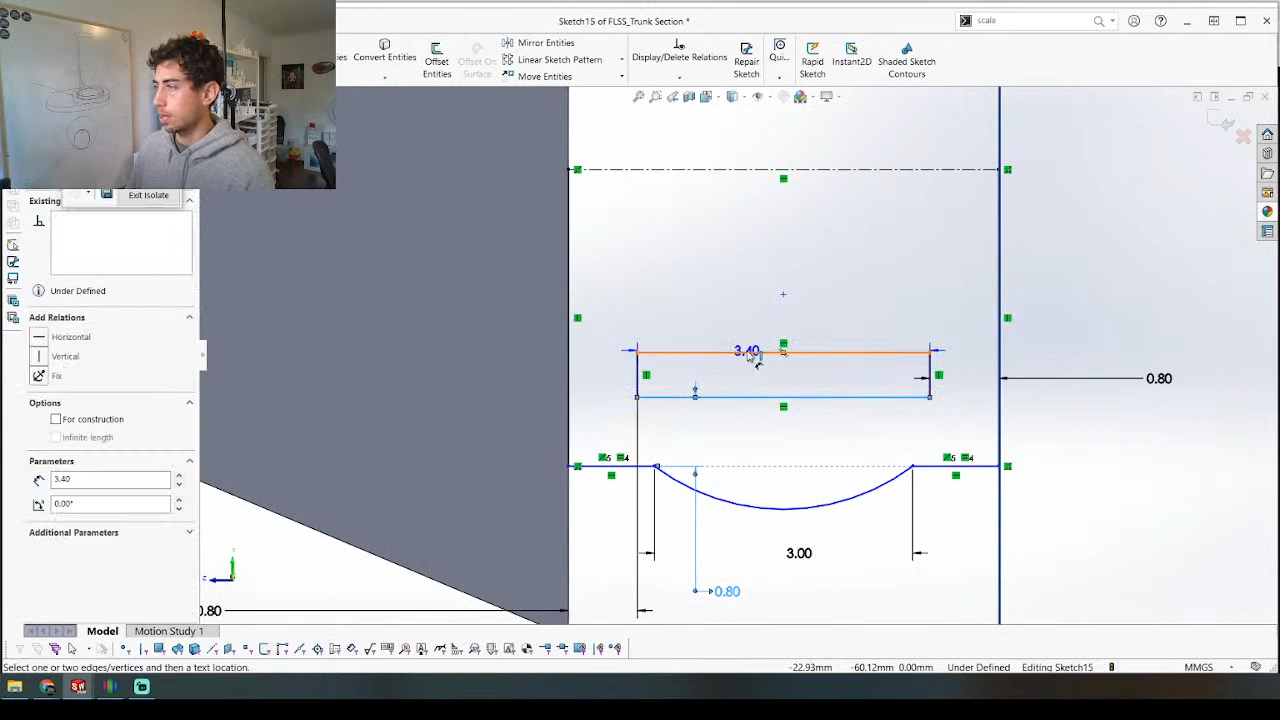 Sketch15 of FLSS_Trunk Section *
scale
Convert Entities
Offset Entities
Offset On Surface
Mirror Entities
Linear Sketch Pattern
Move Entities
Display/Delete Relations
Repair Sketch
Qui...
Rapid Sketch
Instant2D
Shaded Sketch Contours
Exit Isolate
Existing
Under Defined
Add Relations
Horizontal
Vertical
Fix
Options
For construction
Infinite length
Parameters
3.40
0.00°
Additional Parameters
3.40
0.80
3.00
0.80
0.80
Model
Motion Study 1
Select one or two edges/vertices and then a text location.
-22.93mm
-60.12mm 0.00mm
Under Defined
Editing Sketch15
MMGS